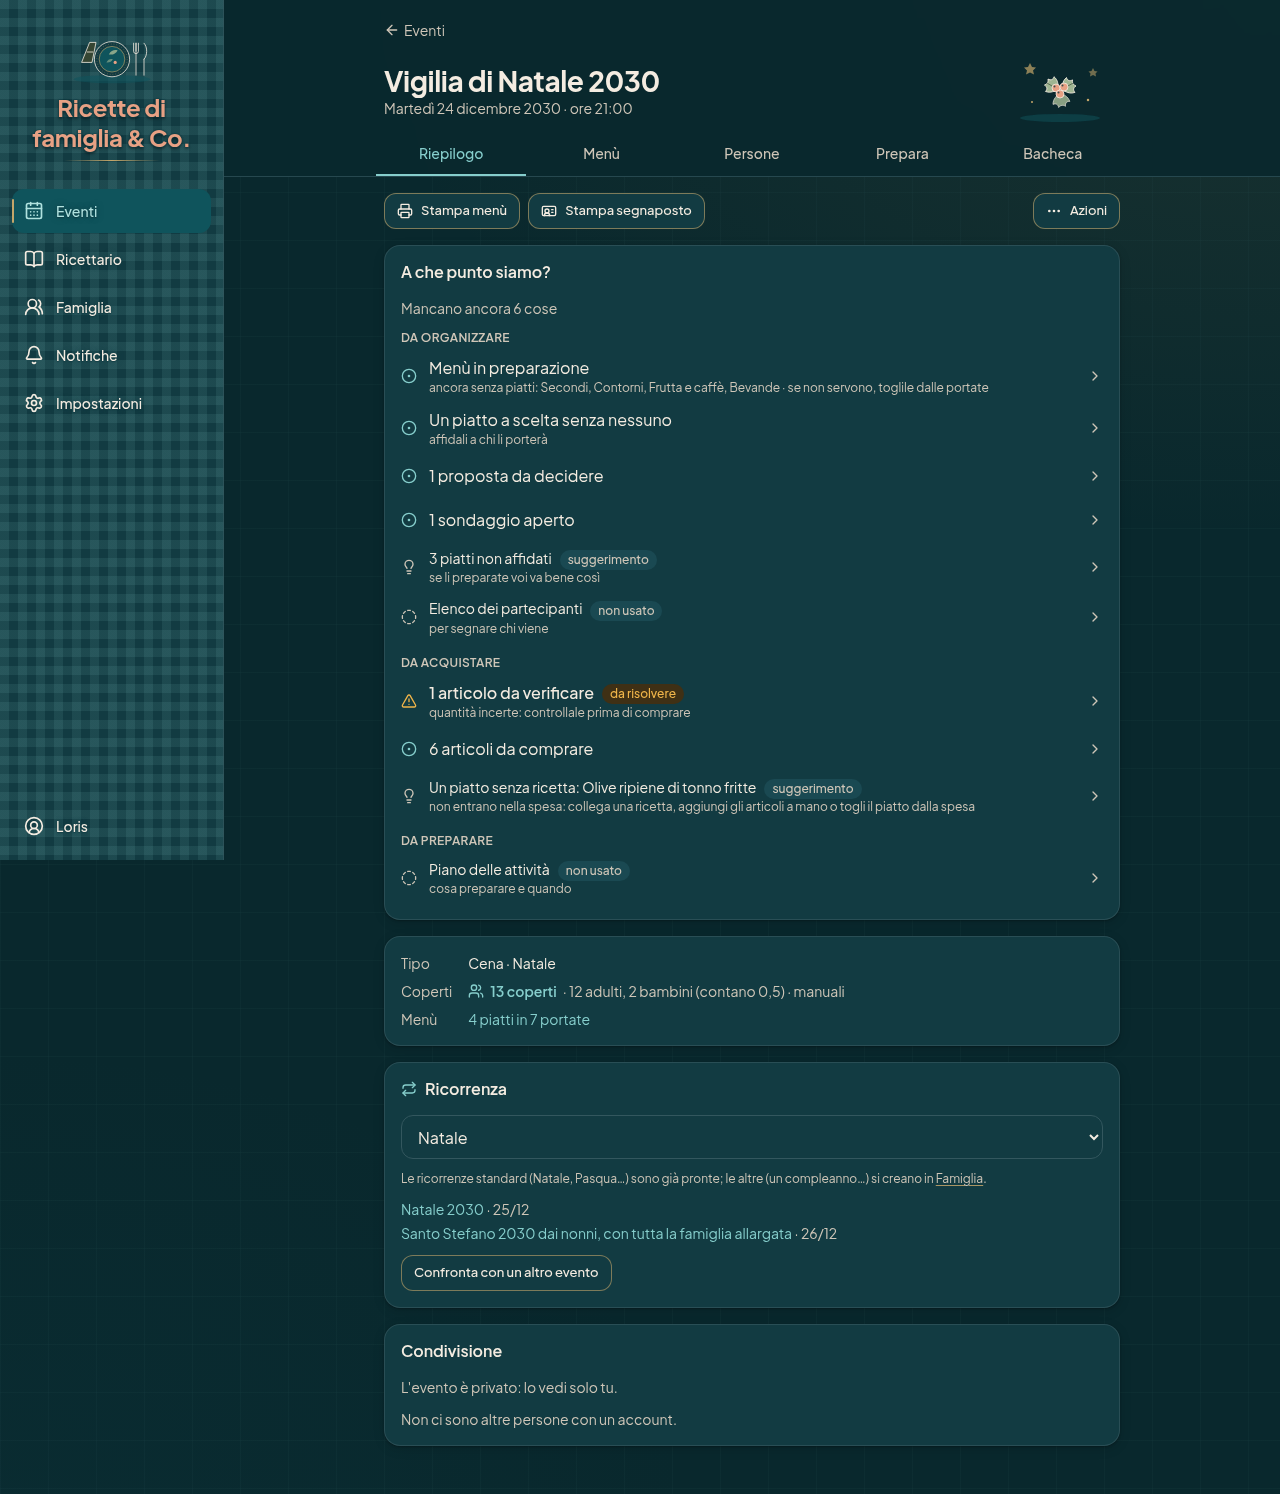 Ricette di
famiglia & Co.
Eventi
Ricettario
Famiglia
Notifiche
Impostazioni
Loris
Eventi
Vigilia di Natale 2030
Martedì 24 dicembre 2030 · ore 21:00
Riepilogo
Menù
Persone
Prepara
Bacheca
Stampa menù
Stampa segnaposto
Azioni
A che punto siamo?
Mancano ancora 6 cose
DA ORGANIZZARE
Menù in preparazione
ancora senza piatti: Secondi, Contorni, Frutta e caffè, Bevande · se non servono, toglile dalle portate
Un piatto a scelta senza nessuno
affidali a chi li porterà
1 proposta da decidere
1 sondaggio aperto
3 piatti non affidati suggerimento
se li preparate voi va bene così
Elenco dei partecipanti non usato
per segnare chi viene
DA ACQUISTARE
1 articolo da verificare da risolvere
quantità incerte: controllale prima di comprare
6 articoli da comprare
Un piatto senza ricetta: Olive ripiene di tonno fritte suggerimento
non entrano nella spesa: collega una ricetta, aggiungi gli articoli a mano o togli il piatto dalla spesa
DA PREPARARE
Piano delle attività non usato
cosa preparare e quando
Tipo Cena · Natale
Coperti 13 coperti · 12 adulti, 2 bambini (contano 0,5) · manuali
Menù 4 piatti in 7 portate
Ricorrenza
Natale
Le ricorrenze standard (Natale, Pasqua…) sono già pronte; le altre (un compleanno…) si creano in Famiglia.
Natale 2030 · 25/12
Santo Stefano 2030 dai nonni, con tutta la famiglia allargata · 26/12
Confronta con un altro evento
Condivisione
L'evento è privato: lo vedi solo tu.
Non ci sono altre persone con un account.